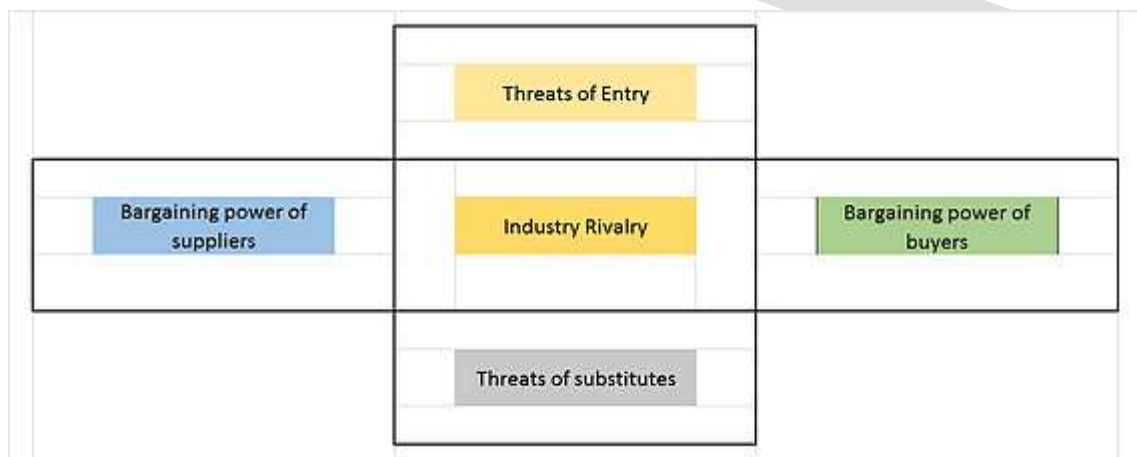 Threats of Entry
Bargaining power of
suppliers
Industry Rivalry
Bargaining power of
buyers
Threats of substitutes